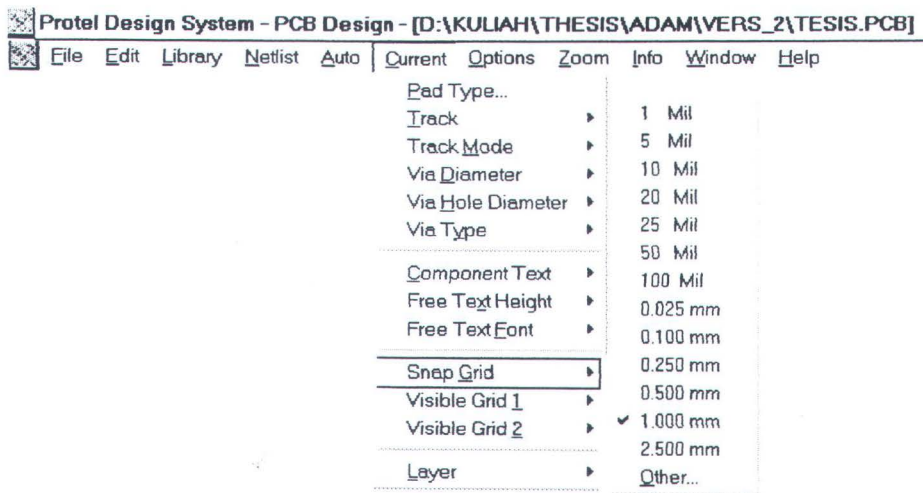 Protel Design System - PCB Design - [D:\KULIAH\THESIS\ADAM\VERS_2\TESIS.PCB]
File Edit Library Netlist Auto Current Options Zoom Info Window Help
Pad Type...
Track
Track Mode
Via Diameter
Via Hole Diameter
Via Type
Component Text
Free Text Height
Free Text Font
Snap Grid
Visible Grid 1
Visible Grid 2
Layer
1 Mil
5 Mil
10 Mil
20 Mil
25 Mil
50 Mil
100 Mil
0.025 mm
0.100 mm
0.250 mm
0.500 mm
✓ 1.000 mm
2.500 mm
Other...